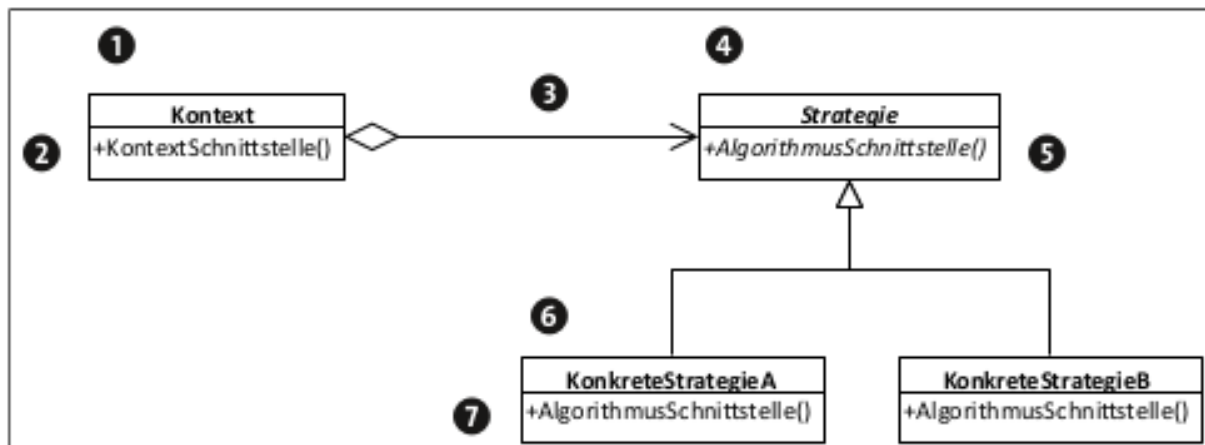 1 4
3
Kontext Strategie
2 +KontextSchnittstelle() +AlgorithmusSchnittstelle() 5
6
KonkreteStrategieA KonkreteStrategieB
7 +AlgorithmusSchnittstelle() +AlgorithmusSchnittstelle()